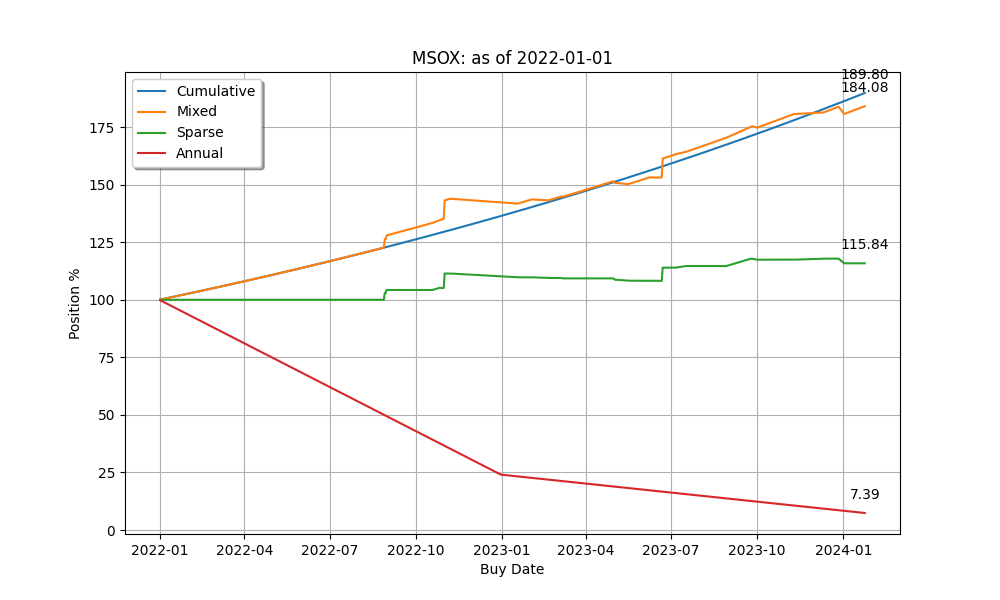 MSOX: as of 2022-01-01
189.80
184.08
Cumulative
Mixed
Sparse
Annual
175
150
125
115.84
100
75
50
25
7.39
0
Position %
2022-01 2022-04 2022-07 2022-10 2023-01 2023-04 2023-07 2023-10 2024-01
Buy Date